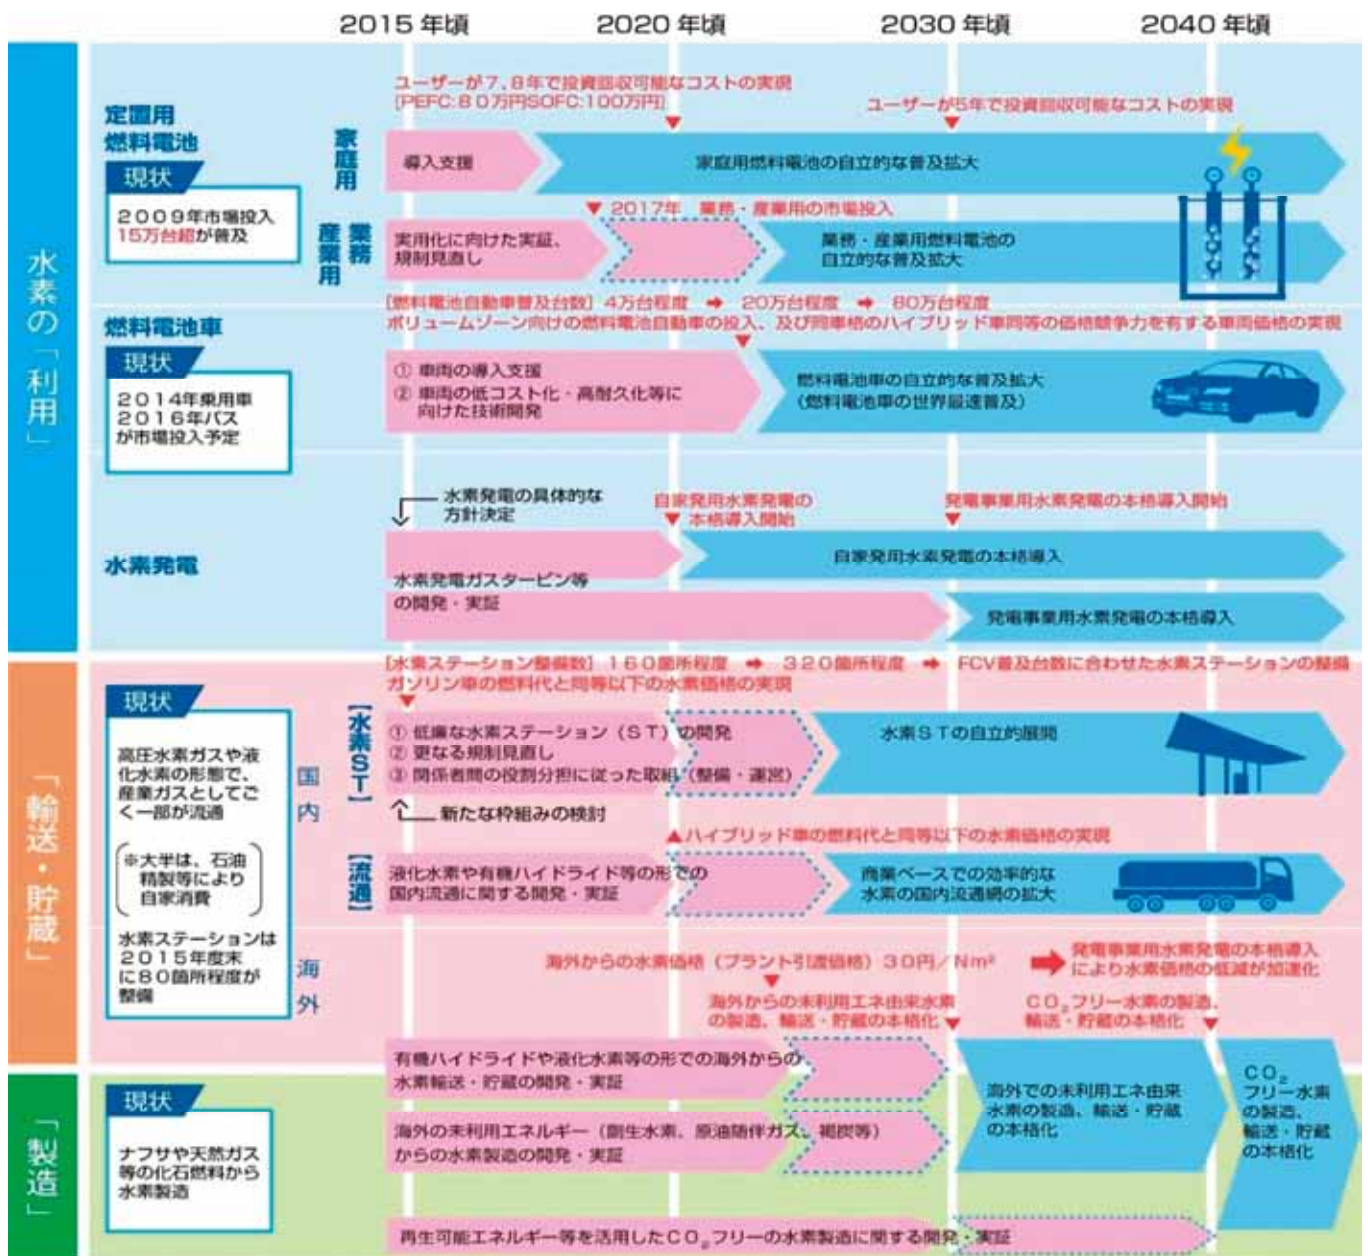 2015年頃 2020年頃 2030年頃 2040年頃
水素の「利用」
定置用
燃料電池
現状
2009年市場投入
15万台超が普及
家庭用
ユーザーが7、8年で投資回収可能なコストの実現
[PEFC:80万円SOFC:100万円]
ユーザーが5年で投資回収可能なコストの実現
導入支援
家庭用燃料電池の自立的な普及拡大
業務
産業用
▼2017年 業務・産業用の市場投入
実用化に向けた実証、
規制見直し
業務・産業用燃料電池の
自立的な普及拡大
燃料電池車
現状
2014年乗用車
2016年バス
が市場投入予定
[燃料電池自動車普及台数] 4万台程度 ➡ 20万台程度 ➡ 80万台程度
ボリュームゾーン向けの燃料電池自動車の投入、及び同車格のハイブリッド車同等の価格競争力を有する車両価格の実現
① 車両の導入支援
② 車両の低コスト化・高耐久化等に
向けた技術開発
燃料電池車の自立的な普及拡大
(燃料電池車の世界最速普及)
水素発電
水素発電の具体的な
方針決定
自家発用水素発電の
本格導入開始
発電事業用水素発電の本格導入開始
自家発用水素発電の本格導入
水素発電ガスタービン等
の開発・実証
発電事業用水素発電の本格導入
「輸送・貯蔵」
現状
高圧水素ガスや液
化水素の形態で、
産業ガスとしてご
く一部が流通
※大半は、石油
精製等により
自家消費
水素ステーションは
2015年度末
に80箇所程度が
整備
国内
[水素ステーション整備数] 160箇所程度 ➡ 320箇所程度 ➡ FCV普及台数に合わせた水素ステーションの整備
ガソリン車の燃料代と同等以下の水素価格の実現
【水素ST】
① 低廉な水素ステーション(ST)の開発
② 更なる規制見直し
③ 関係者間の役割分担に従った取組(整備・運営)
水素STの自立的展開
新たな枠組みの検討
▲ハイブリッド車の燃料代と同等以下の水素価格の実現
【流通】
液化水素や有機ハイドライド等の形での
国内流通に関する開発・実証
商業ベースでの効率的な
水素の国内流通網の拡大
海外
海外からの水素価格(プラント引渡価格)30円/Nm²
➡ 発電事業用水素発電の本格導入
により水素価格の低減が加速化
海外からの未利用エネ由来水素
の製造、輸送・貯蔵の本格化
CO₂フリー水素の製造、
輸送・貯蔵の本格化
有機ハイドライドや液化水素等の形での海外からの
水素輸送・貯蔵の開発・実証
海外での未利用エネ由来
水素の製造、輸送・貯蔵
の本格化
CO₂
フリー水素
の製造、
輸送・貯蔵
の本格化
「製造」
現状
ナフサや天然ガス
等の化石燃料から
水素製造
海外の未利用エネルギー(副生水素、原油随伴ガス、褐炭等)
からの水素製造の開発・実証
再生可能エネルギー等を活用したCO₂フリーの水素製造に関する開発・実証